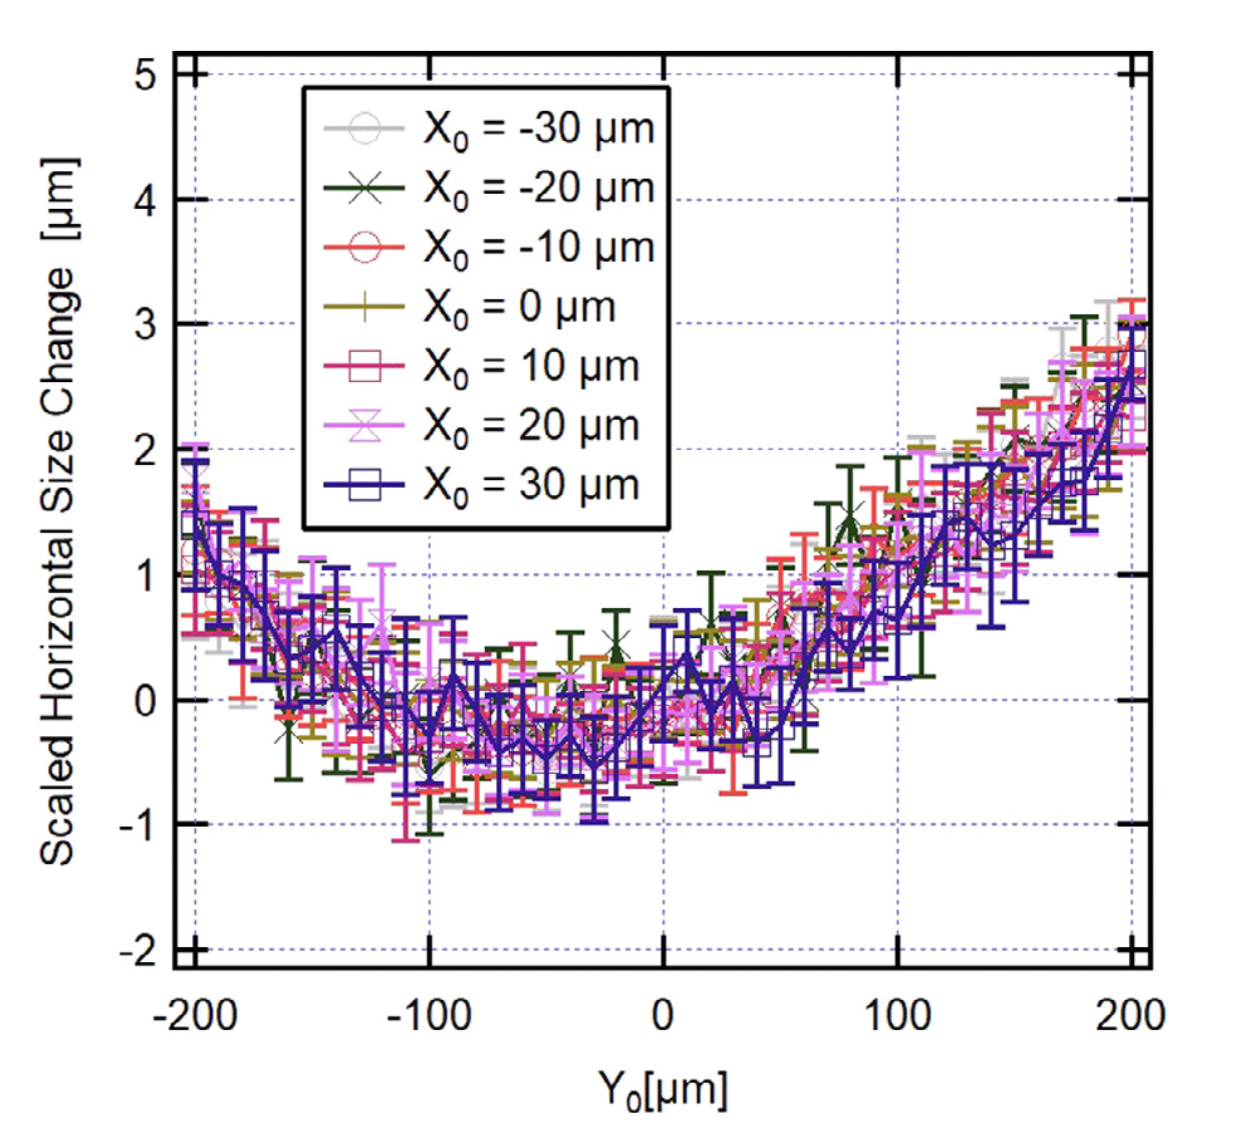 Scaled Horizontal Size Change [µm]
5
4
3
2
1
0
-1
-2
X₀ = -30 µm
X₀ = -20 µm
X₀ = -10 µm
X₀ = 0 µm
X₀ = 10 µm
X₀ = 20 µm
X₀ = 30 µm
-200 -100 0 100 200
Y₀[µm]